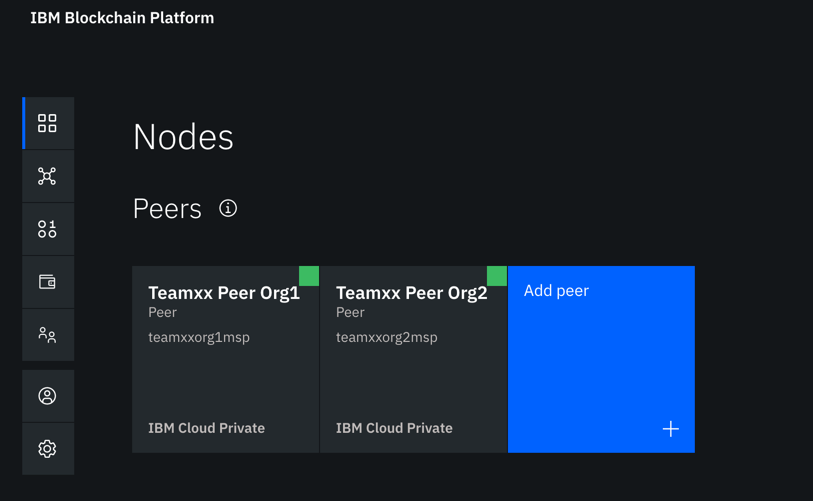 IBM Blockchain Platform
Nodes
Peers
Teamxx Peer Org1
Peer
teamxxorg1msp
IBM Cloud Private
Teamxx Peer Org2
Peer
teamxxorg2msp
IBM Cloud Private
Add peer